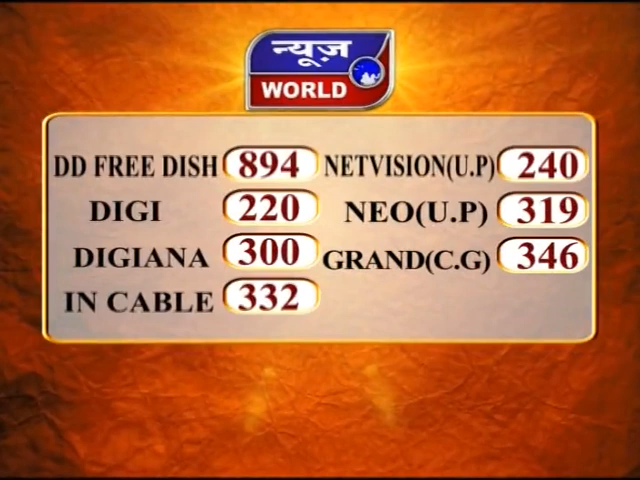 न्यूज़
WORLD
DD FREE DISH 894 NETVISION(U.P) 240
DIGI 220 NEO(U.P) 319
DIGIANA 300 GRAND(C.G) 346
IN CABLE 332